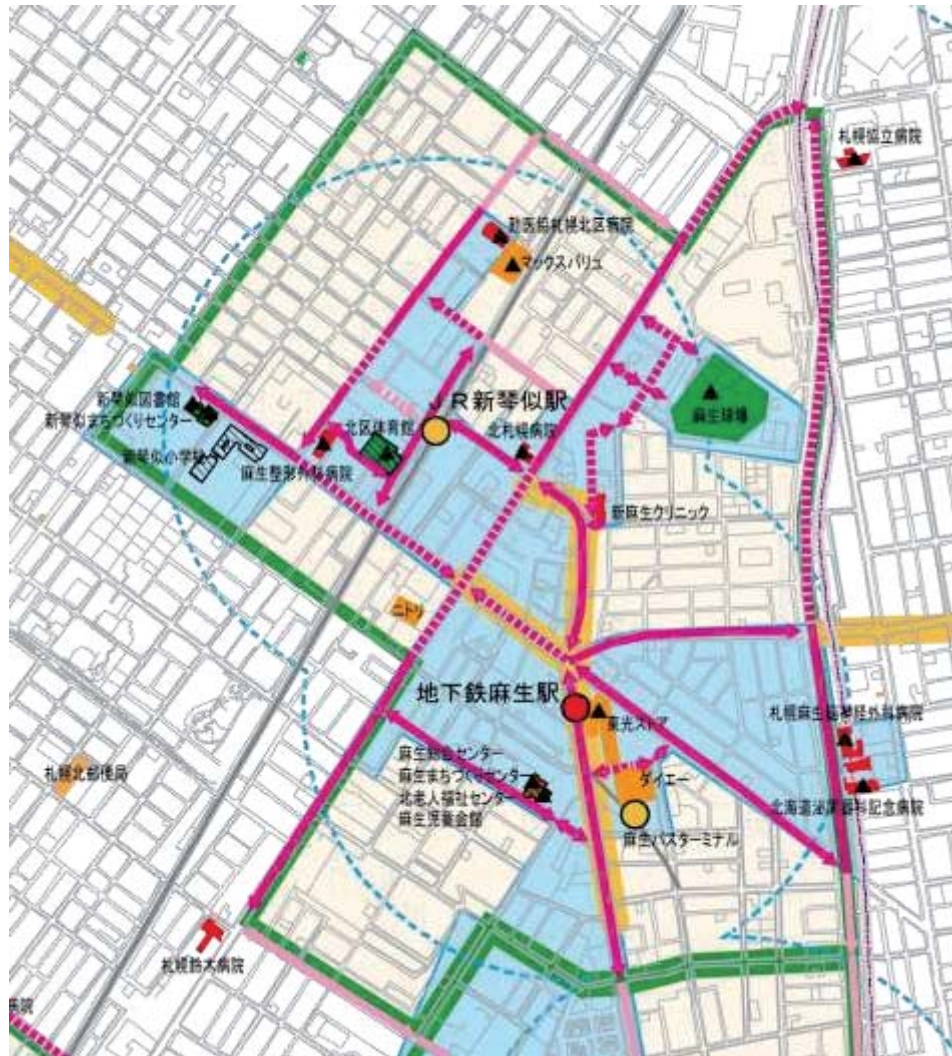 札幌協立病院
勤医協札幌北区病院
マックスバリュ
新琴似図書館
新琴似まちづくりセンター
新琴似小学校
麻生整形外科病院
北区体育館
JR新琴似駅
北札幌病院
麻生球場
新麻生クリニック
ニトリ
地下鉄麻生駅
東光ストア
札幌麻生脳神経外科病院
麻生総合センター
麻生まちづくりセンター
北老人福祉センター
麻生児童会館
ダイエー
北海道泌尿器科記念病院
麻生バスターミナル
札幌北郵便局
札幌鈴木病院
病院